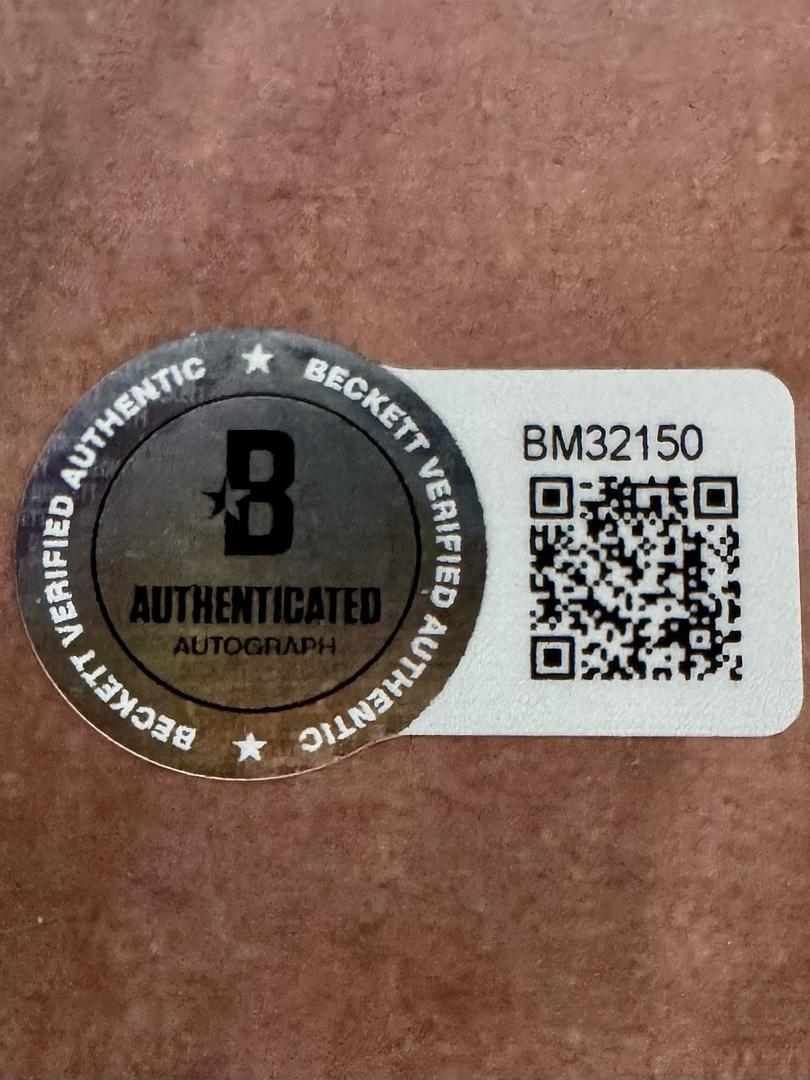 BECKETT VERIFIED AUTHENTIC
BECKETT VERIFIED AUTHENTIC
B
AUTHENTICATED
AUTOGRAPH
BM32150